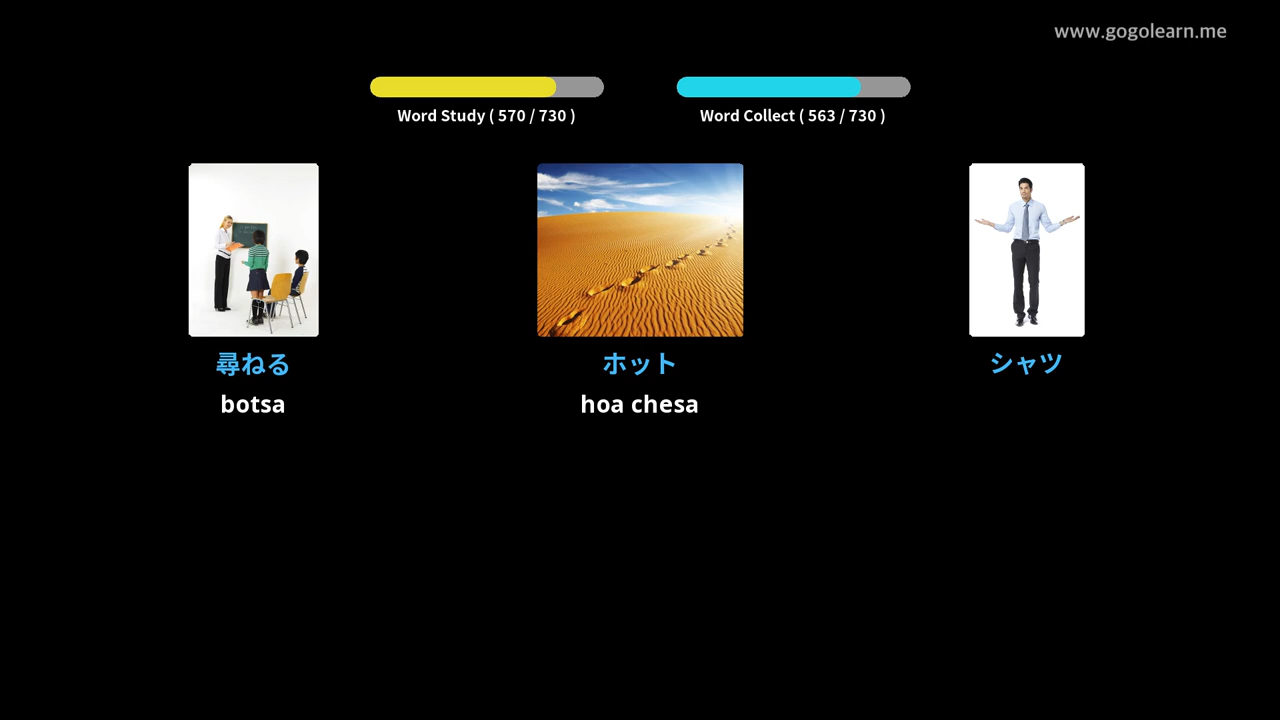 www.gogolearn.me
Word Study ( 570 / 730 )
Word Collect ( 563 / 730 )
尋ねる
ホット
シャツ
botsa
hoa chesa